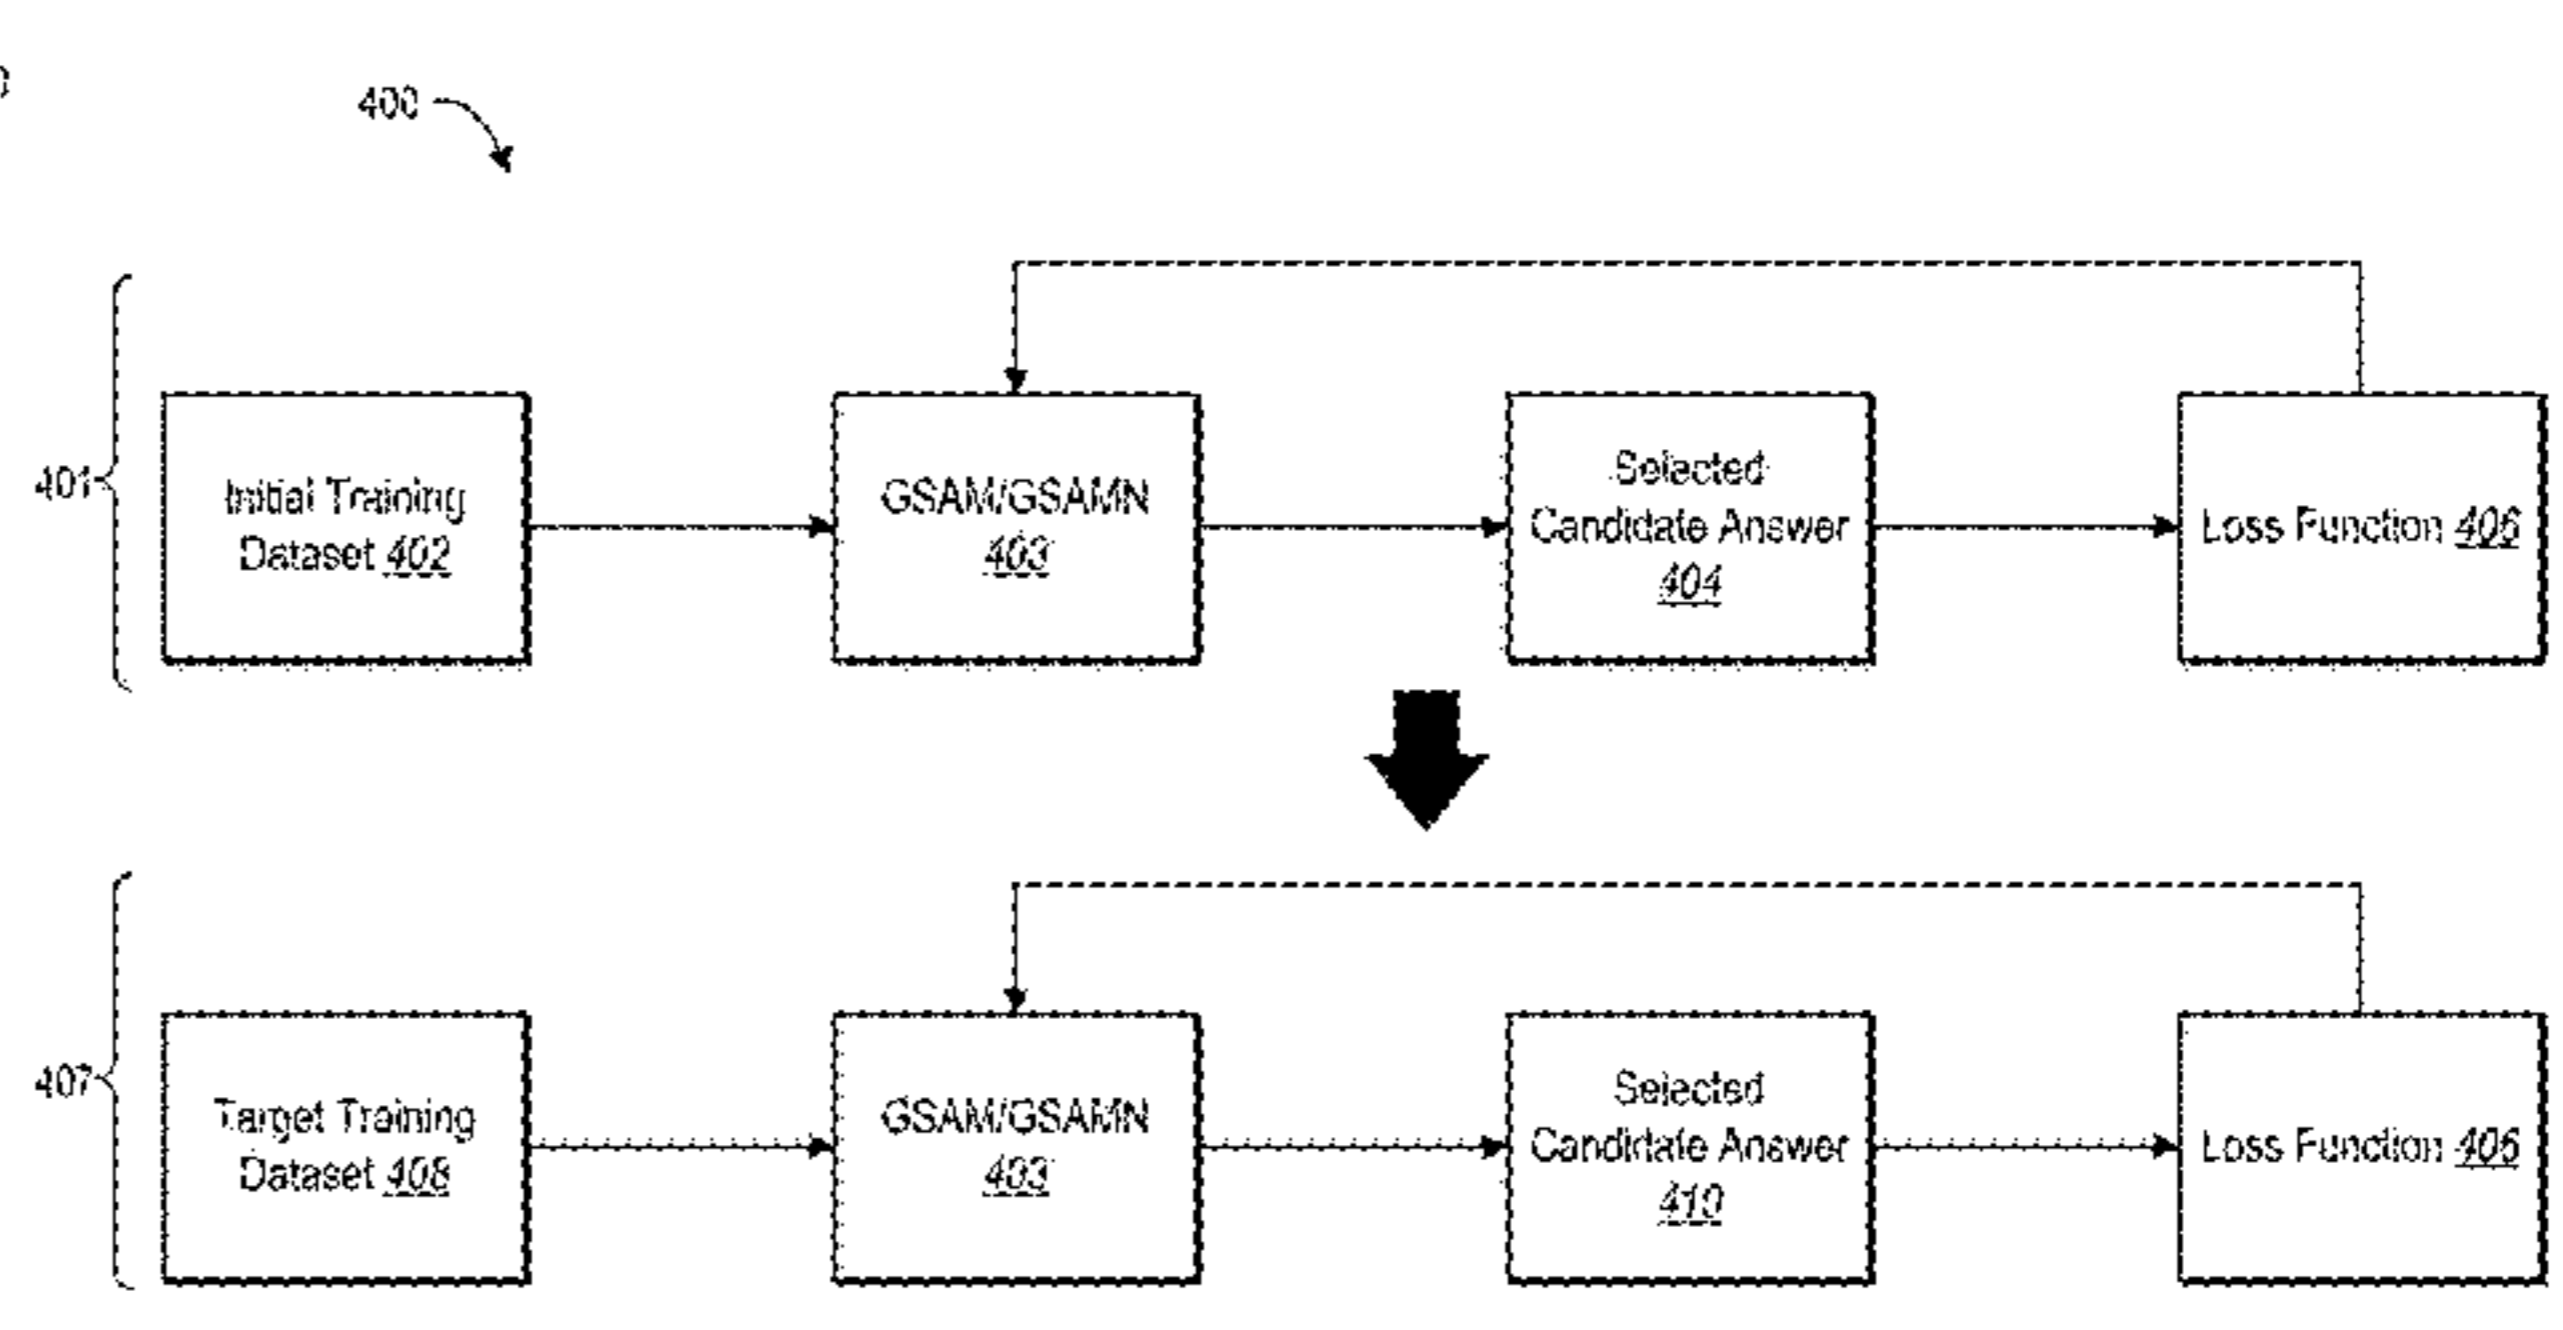 400
401
Initial Training
Dataset 402
GSAM/GSAMN
403
Selected
Candidate Answer
404
Loss Function 406
407
Target Training
Dataset 408
GSAM/GSAMN
403
Selected
Candidate Answer
410
Loss Function 406